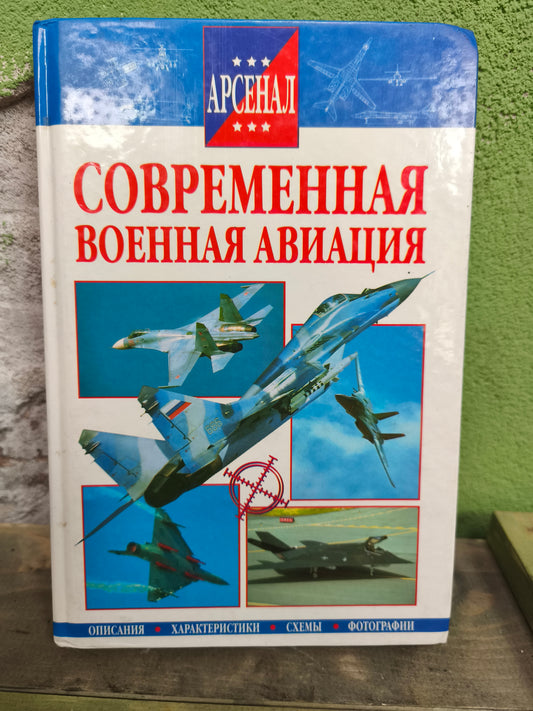 АРСЕНАЛ
СОВРЕМЕННАЯ
ВОЕННАЯ АВИАЦИЯ
ОПИСАНИЯ • ХАРАКТЕРИСТИКИ • СХЕМЫ • ФОТОГРАФИИ